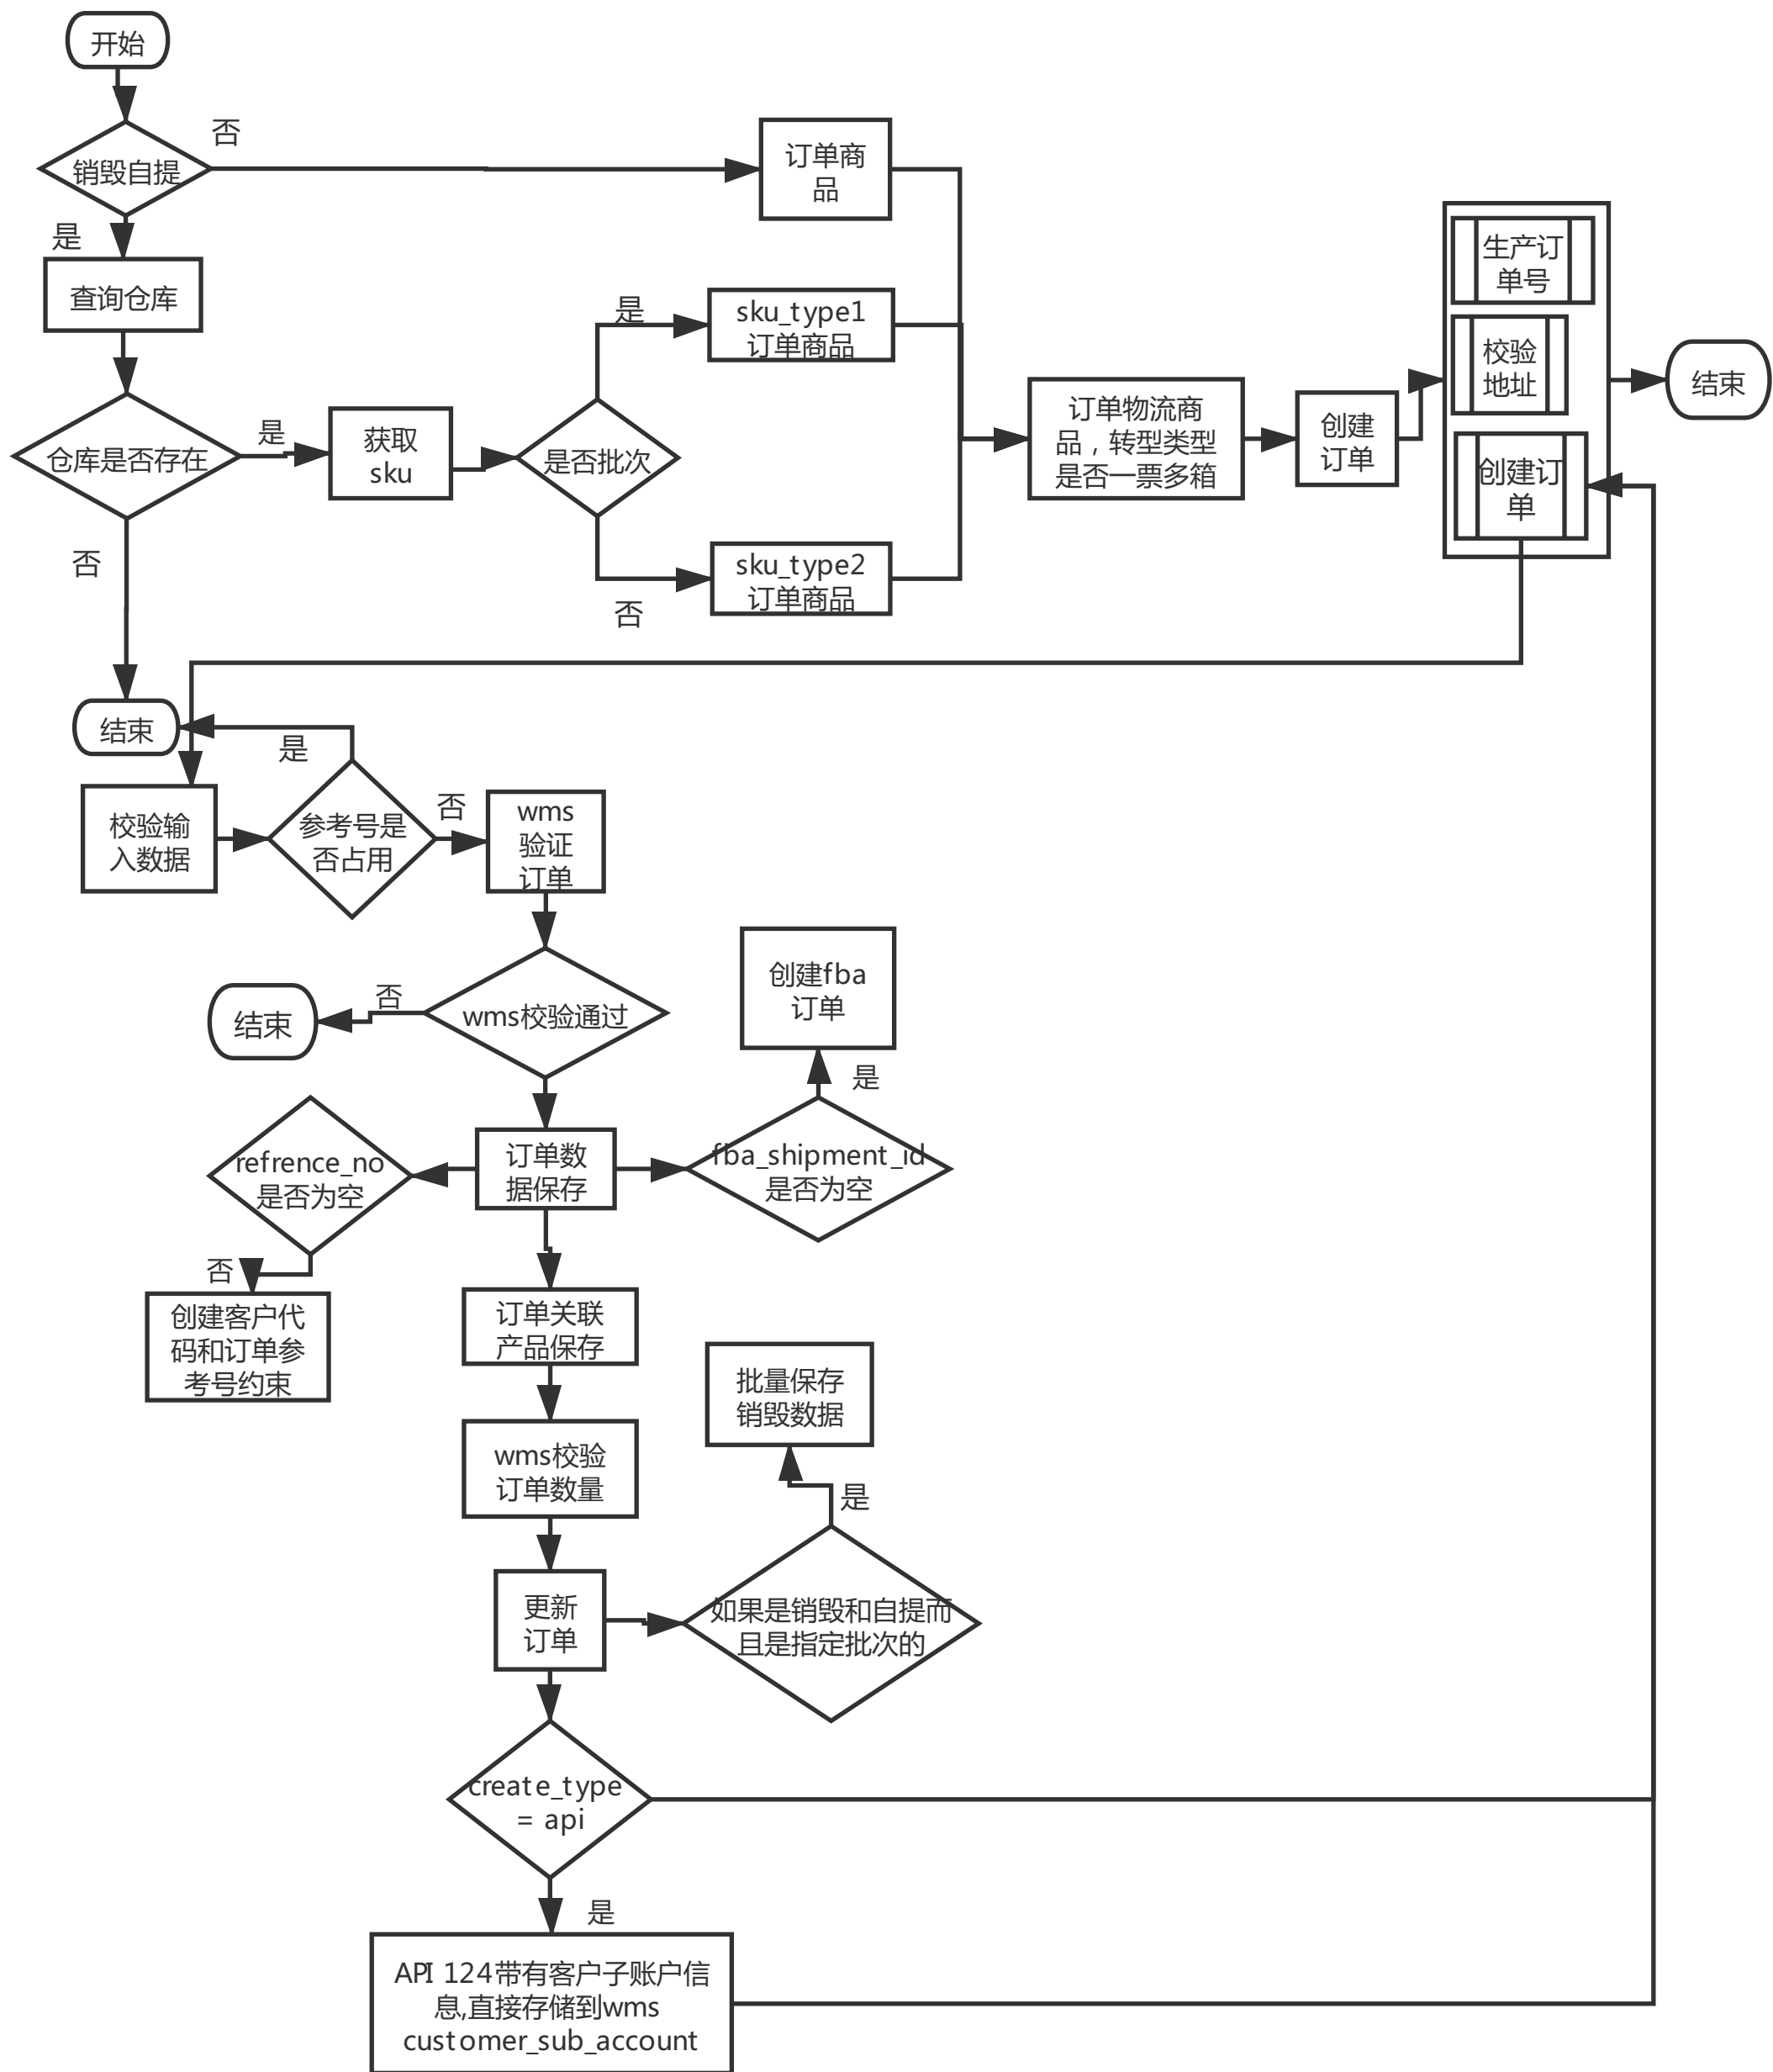 开始
否
销毁自提
订单商
品
是
查询仓库
生产订
单号
是
sku_type1
订单商品
校验
地址
结束
仓库是否存在
是
获取
sku
是否批次
订单物流商
品，转型类型
是否一票多箱
创建
订单
创建订
单
否
sku_type2
订单商品
否
结束
是
校验输
入数据
参考号是
否占用
否
wms
验证
订单
创建fba
订单
否
结束
wms校验通过
是
refrence_no
是否为空
订单数
据保存
fba_shipment_id
是否为空
否
创建客户代
码和订单参
考号约束
订单关联
产品保存
批量保存
销毁数据
wms校验
订单数量
是
更新
订单
如果是销毁和自提而
且是指定批次的
create_type
= api
是
API 124带有客户子账户信
息,直接存储到wms
customer_sub_account